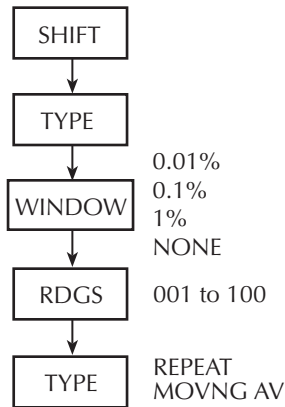 SHIFT
TYPE
0.01%
0.1%
WINDOW
1%
NONE
RDGS 001 to 100
REPEAT
TYPE
MOVNG AV